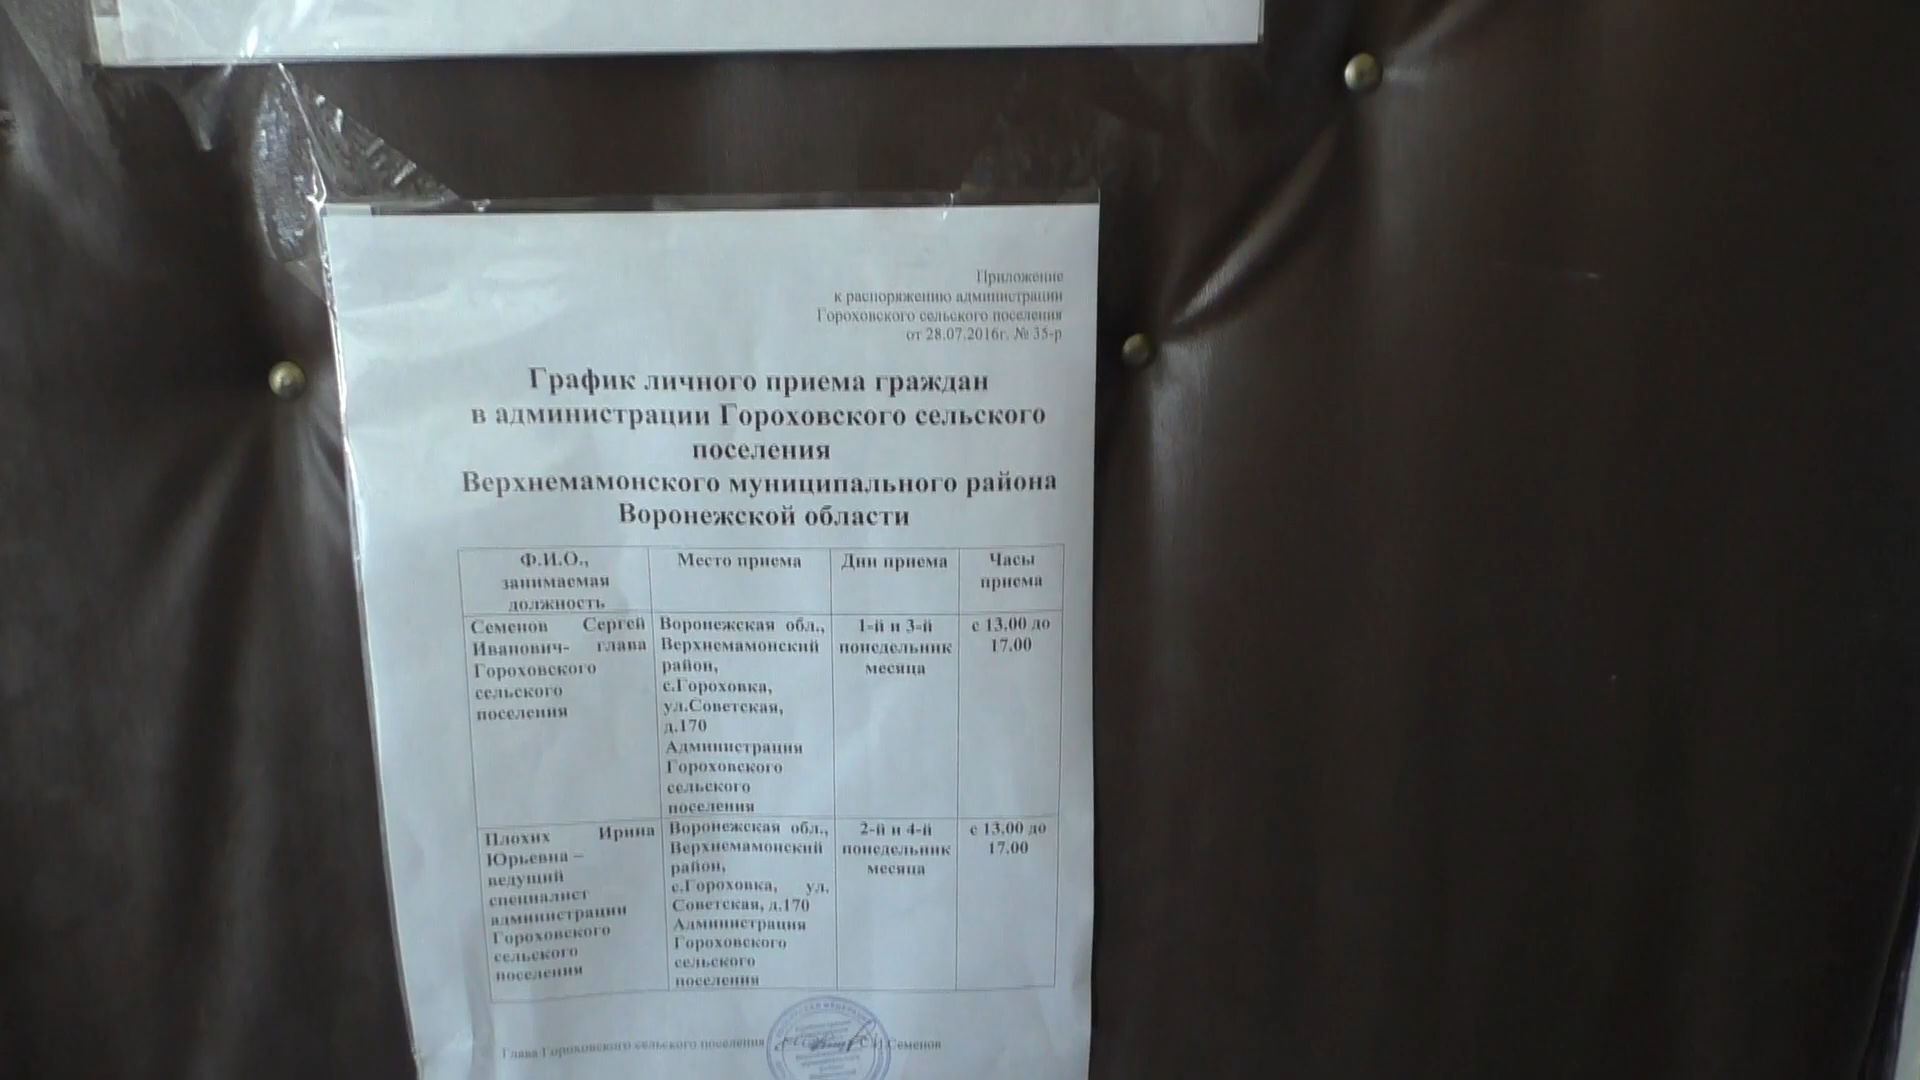 Приложение
к распоряжению администрации
Гороховского сельского поселения
от 28.07.2016г. № 35-р
График личного приема граждан
в администрации Гороховского сельского
поселения
Верхнемамонского муниципального района
Воронежской области
Ф.И.О.,
занимаемая
должность
Место приема
Дни приема
Часы
приема
Семенов Сергей
Иванович- глава
Гороховского
сельского
поселения
Воронежская обл.,
Верхнемамонский
район,
с.Гороховка,
ул.Советская,
д.170
Администрация
Гороховского
сельского
поселения
1-й и 3-й
понедельник
месяца
с 13.00 до
17.00
Плохих Ирина
Юрьевна –
ведущий
специалист
администрации
Гороховского
сельского
поселения
Воронежская обл.,
Верхнемамонский
район,
с.Гороховка, ул.
Советская, д.170
Администрация
Гороховского
сельского
поселения
2-й и 4-й
понедельник
месяца
с 13.00 до
17.00
Глава Гороховского сельского поселения С.И.Семенов